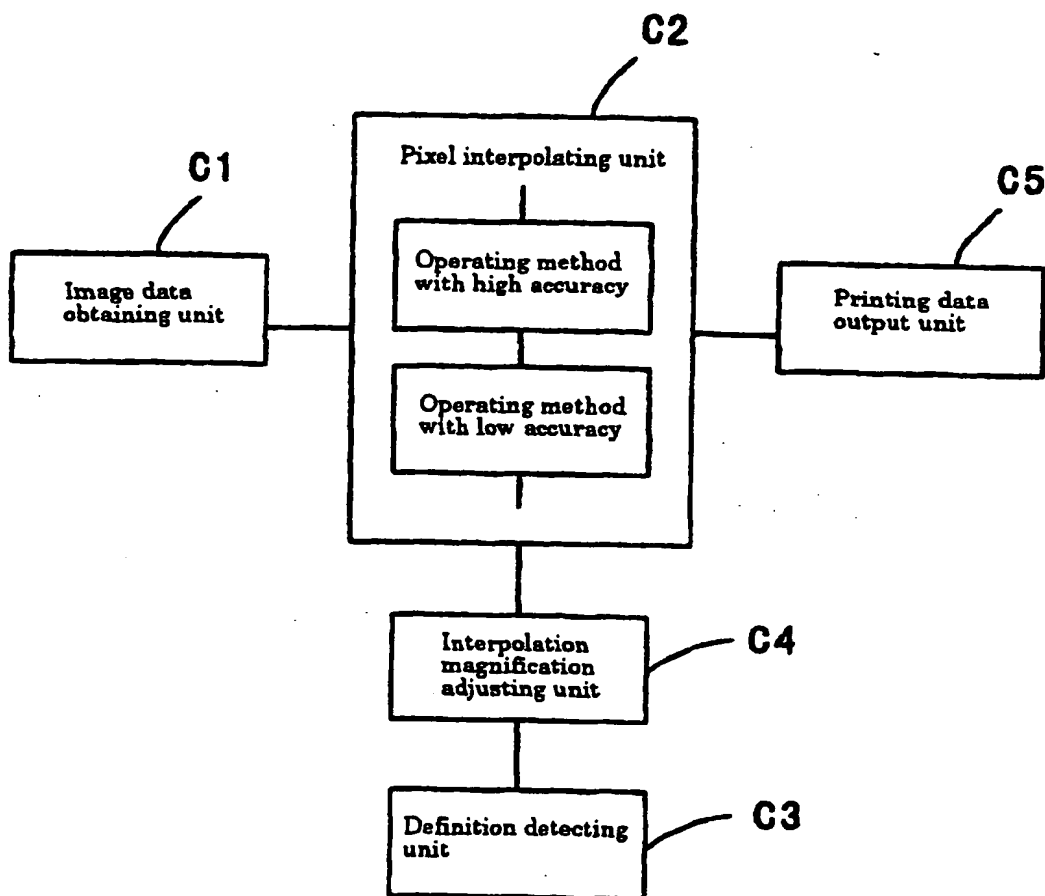 C2
Pixel interpolating unit
C1
C5
Operating method
with high accuracy
Image data
obtaining unit
Printing data
output unit
Operating method
with low accuracy
Interpolation
magnification
adjusting unit
C4
Definition detecting
unit
C3